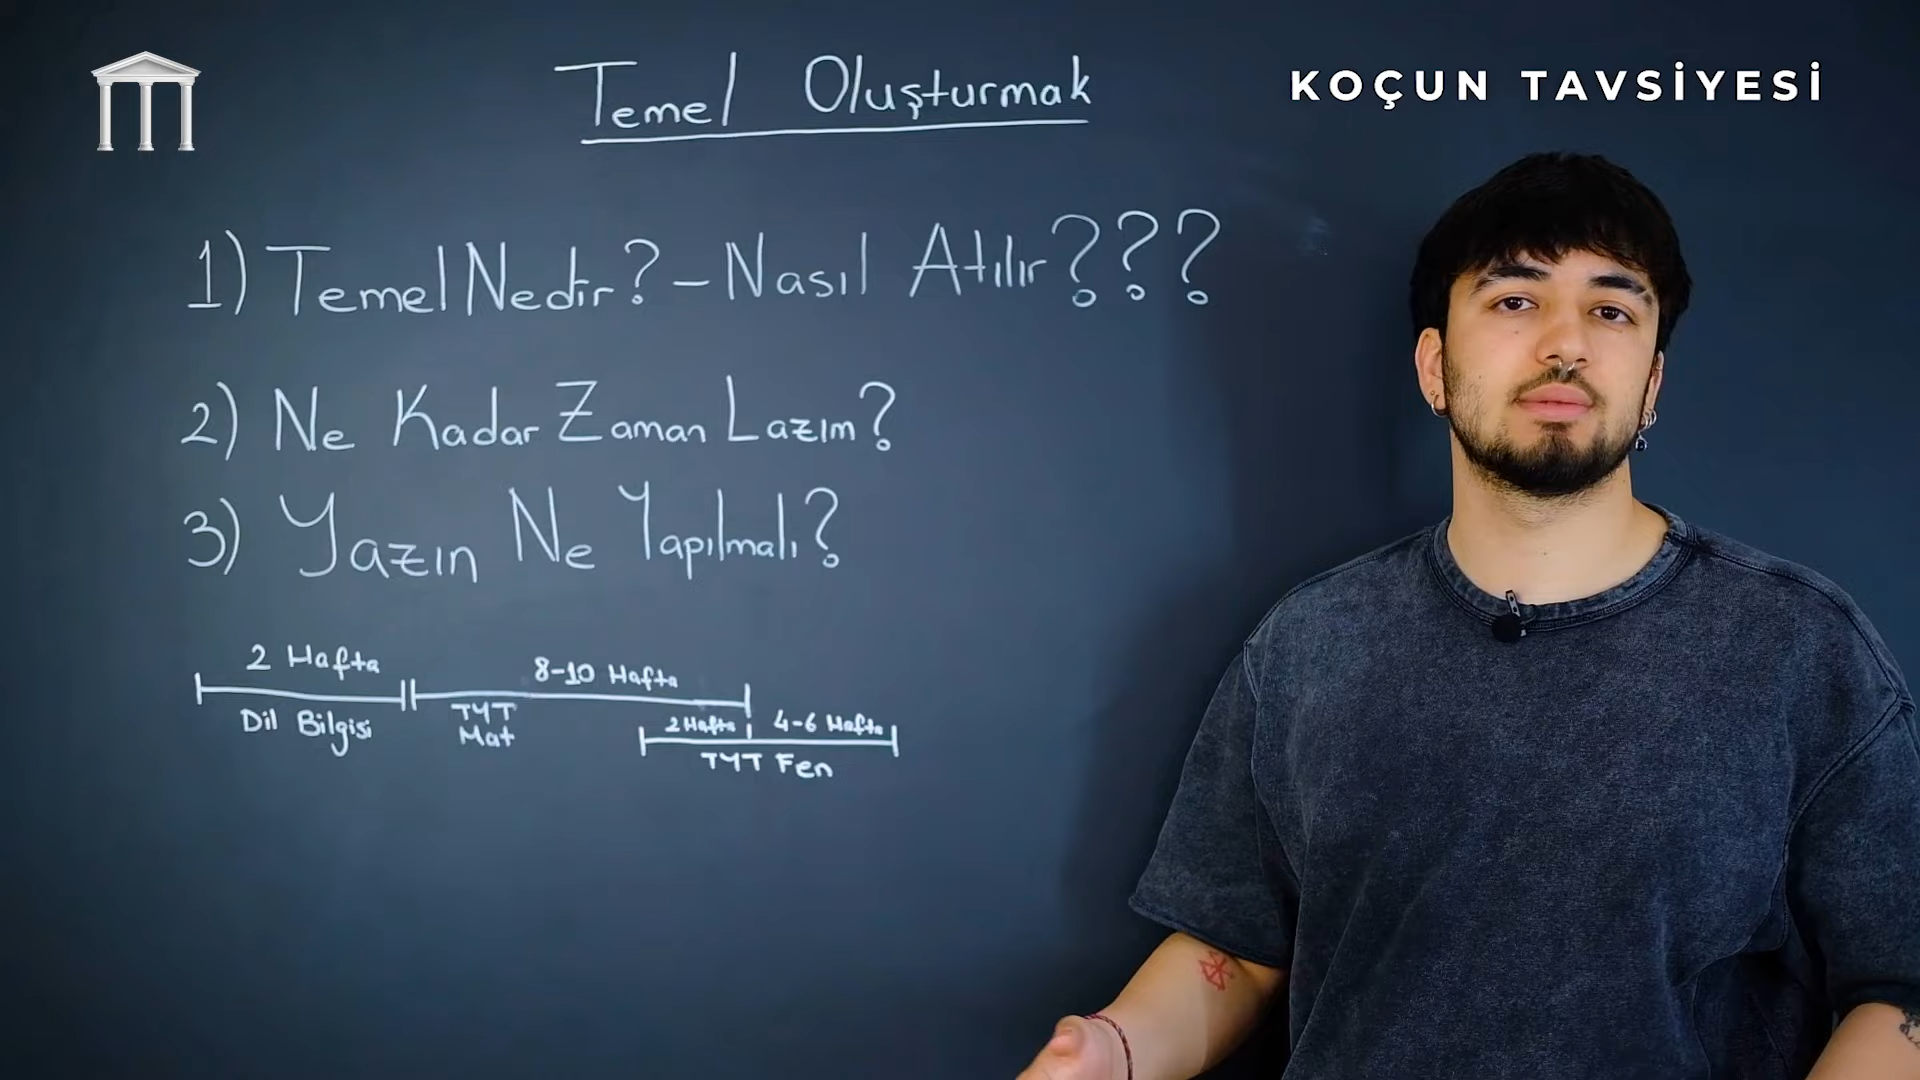 Temel Oluşturmak
KOÇUN TAVSİYESİ
1) Temel Nedir? - Nasıl Atılır???
2) Ne Kadar Zaman Lazım?
3) Yazın Ne Yapılmalı?
2 Hafta
8-10 Hafta
Dil Bilgisi
TYT
Mat
2 Hafta
4-6 Hafta
TYT Fen